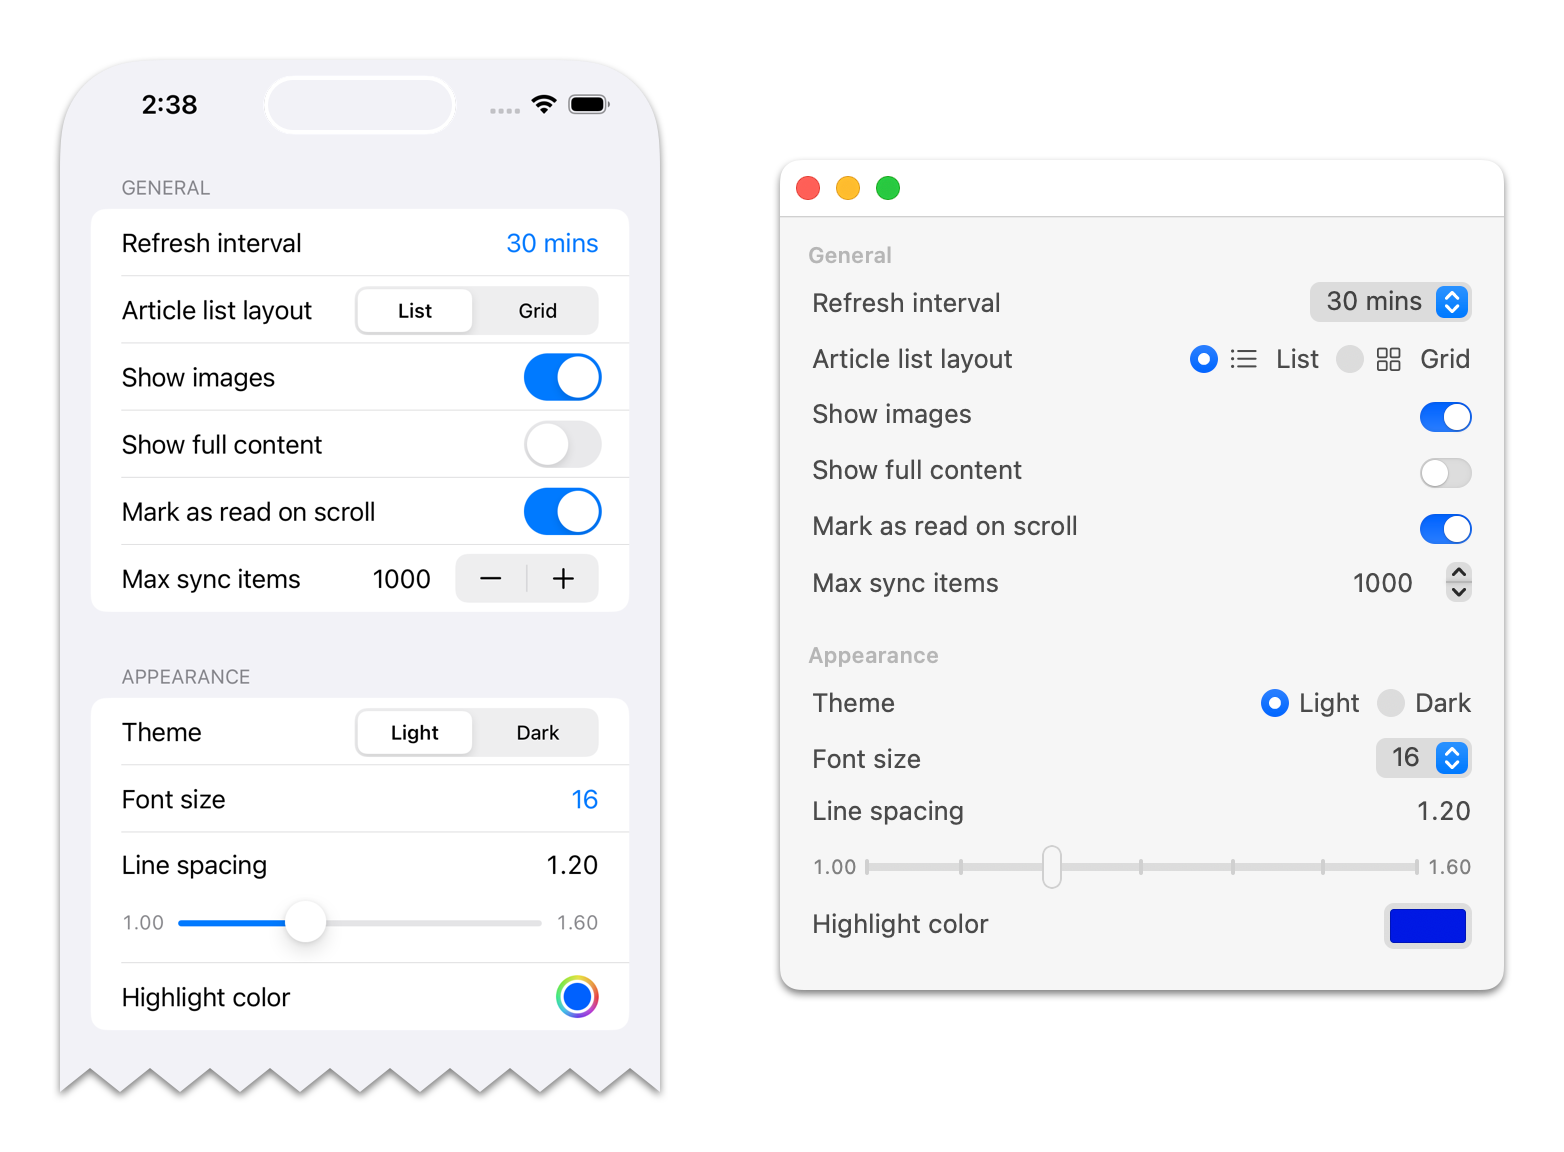 2:38
GENERAL
Refresh interval 30 mins
Article list layout List Grid
Show images
Show full content
Mark as read on scroll
Max sync items 1000
APPEARANCE
Theme Light Dark
Font size 16
Line spacing 1.20
1.00 1.60
Highlight color
General
Refresh interval 30 mins
Article list layout List Grid
Show images
Show full content
Mark as read on scroll
Max sync items 1000
Appearance
Theme Light Dark
Font size 16
Line spacing 1.20
1.00 1.60
Highlight color